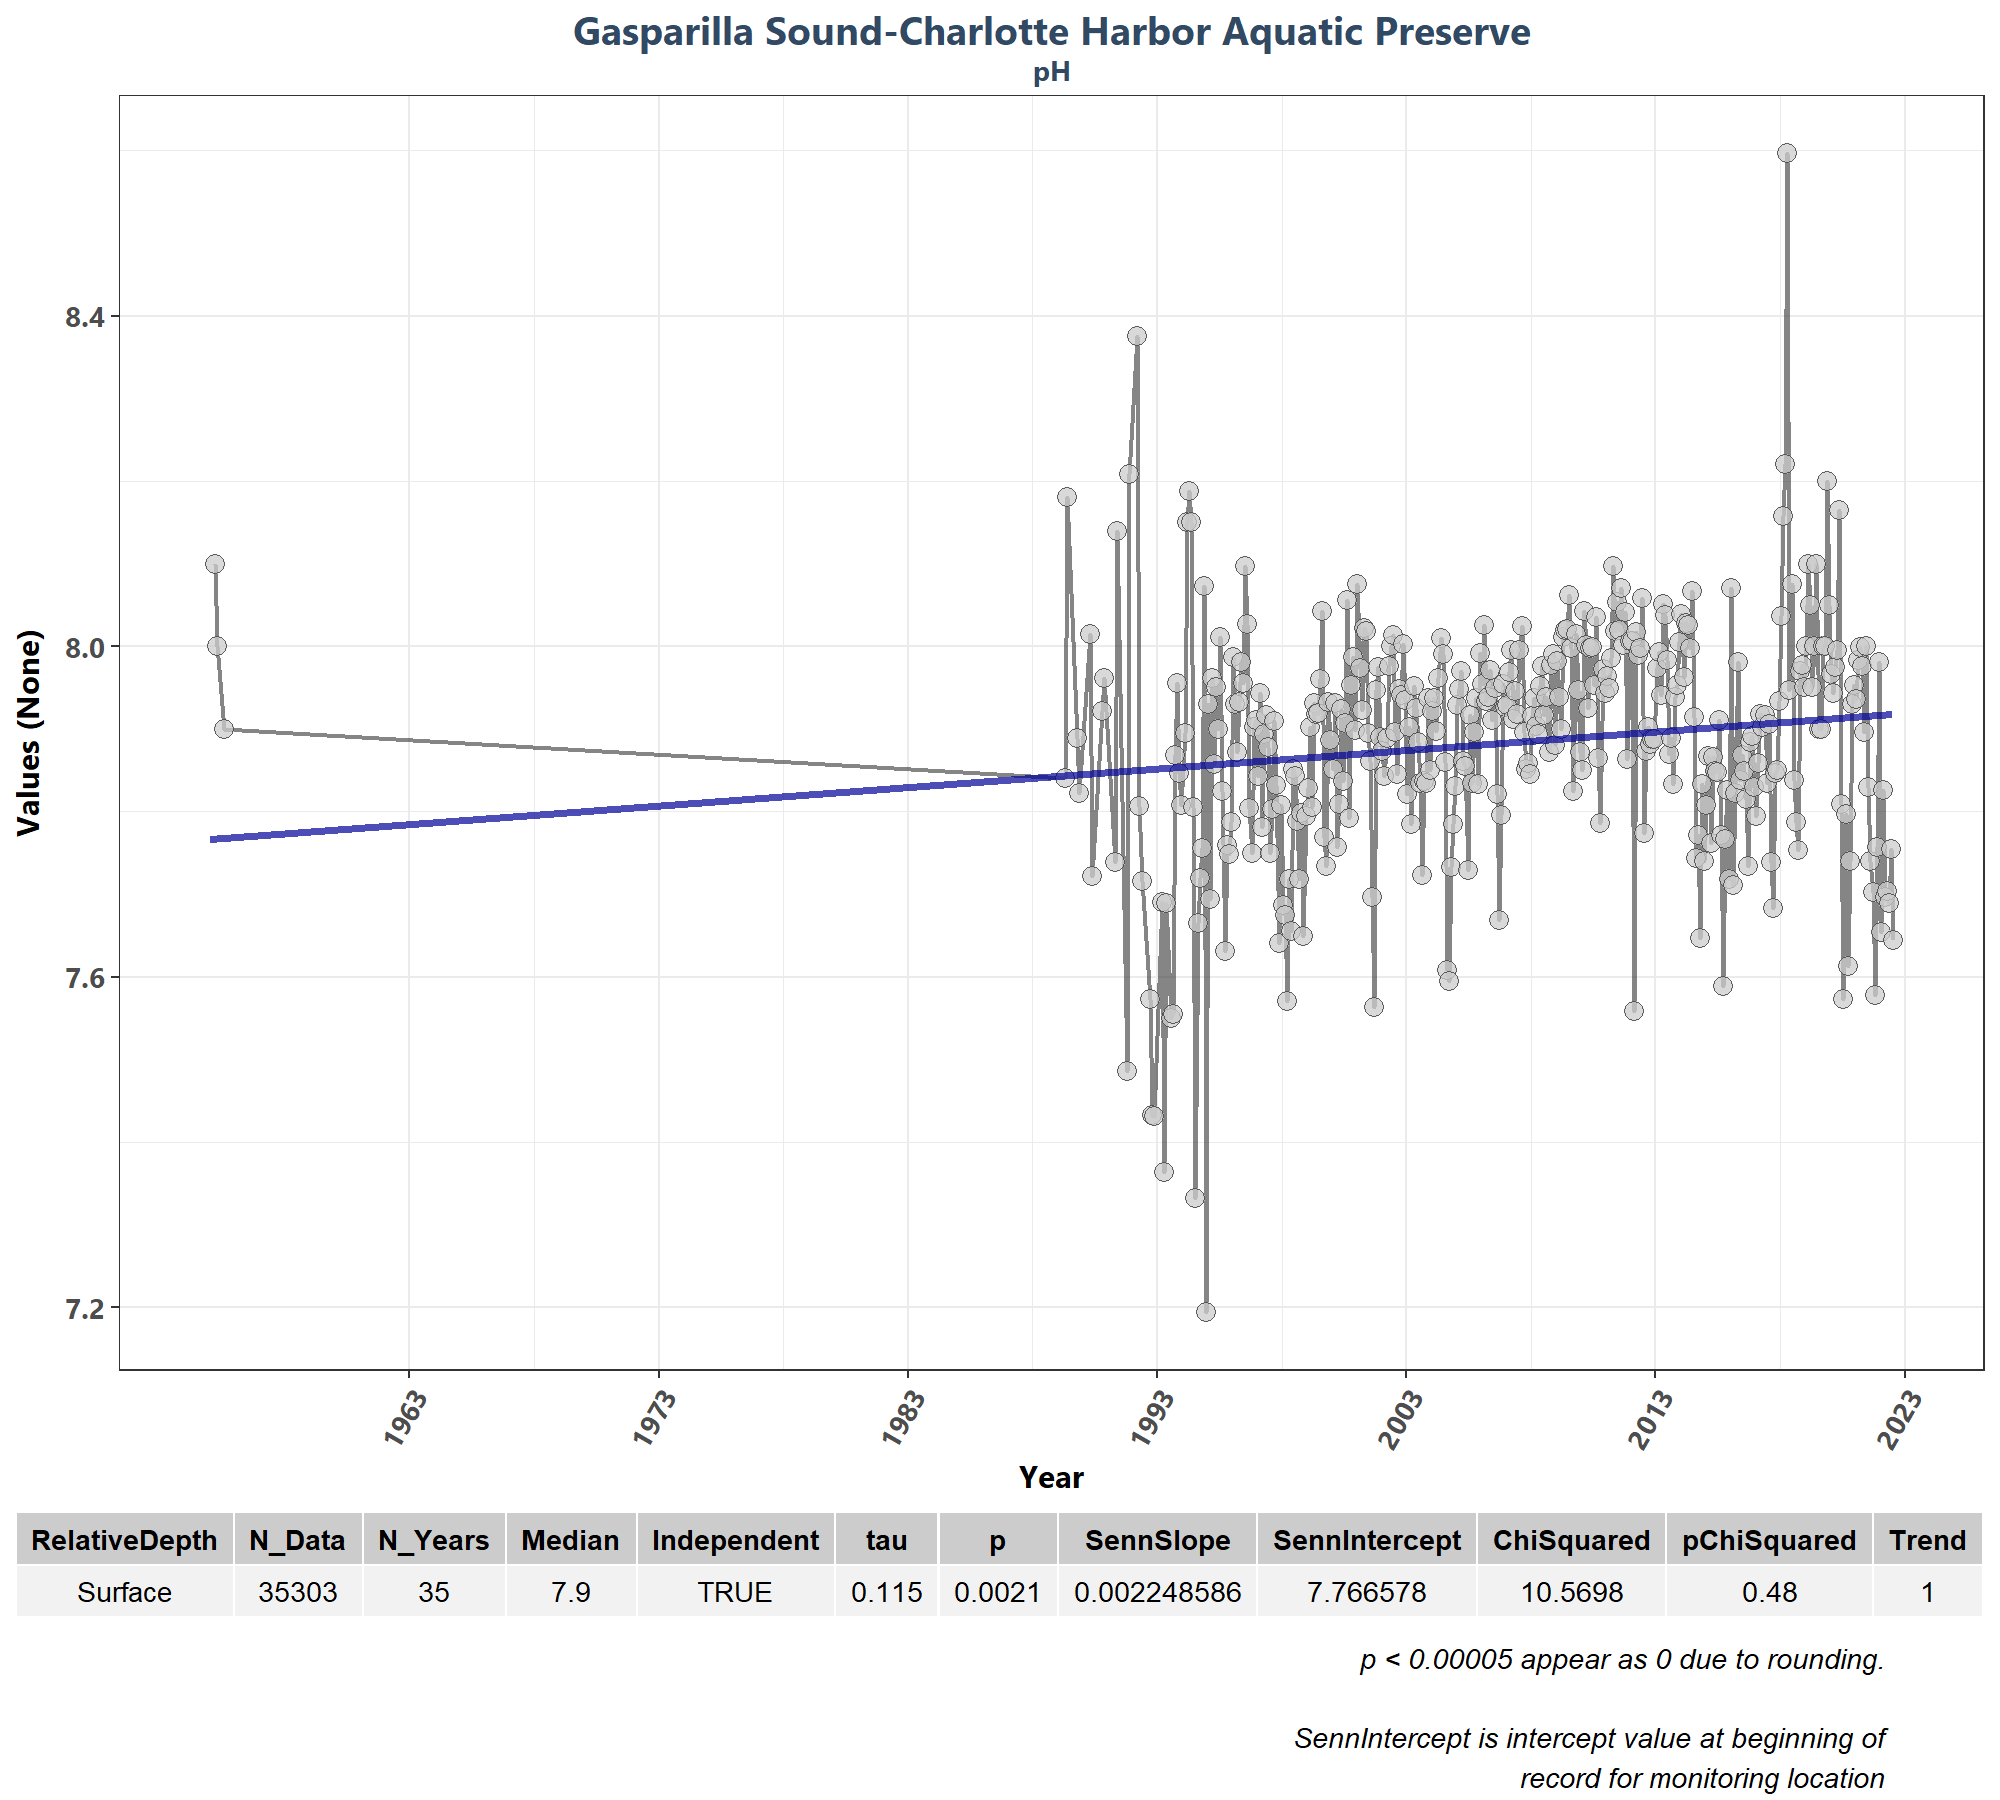 Gasparilla Sound-Charlotte Harbor Aquatic Preserve
pH
Values (None)
8.4
8.0
7.6
7.2
1963
1973
1983
1993
2003
2013
2023
Year
RelativeDepth N_Data N_Years Median Independent tau p SennSlope SennIntercept ChiSquared pChiSquared Trend
Surface 35303 35 7.9 TRUE 0.115 0.0021 0.002248586 7.766578 10.5698 0.48 1
p < 0.00005 appear as 0 due to rounding.
SennIntercept is intercept value at beginning of
record for monitoring location